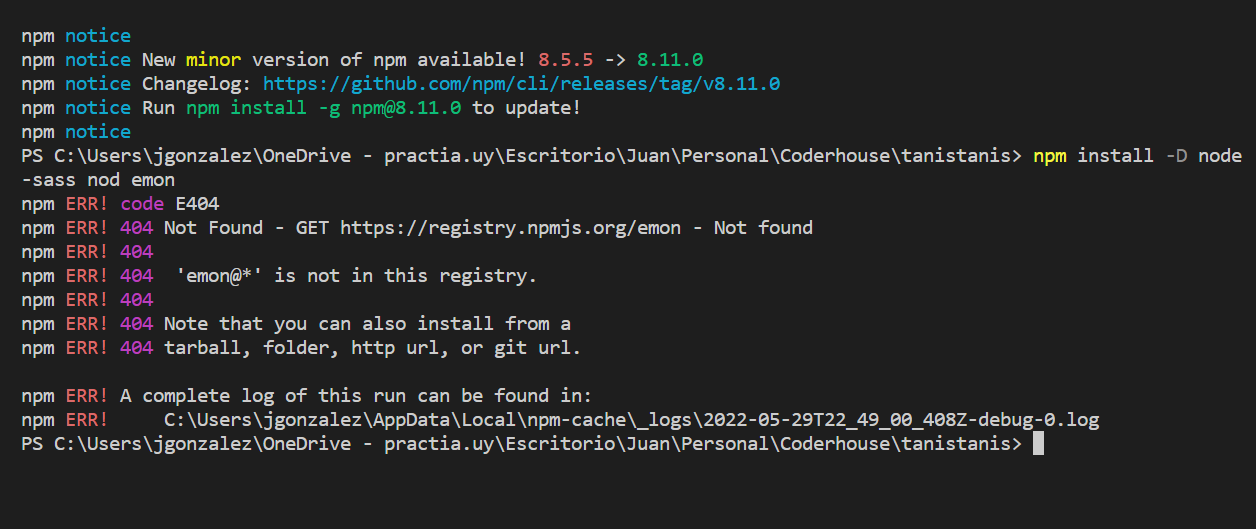 npm notice
npm notice New minor version of npm available! 8.5.5 -> 8.11.0
npm notice Changelog: https://github.com/npm/cli/releases/tag/v8.11.0
npm notice Run npm install -g npm@8.11.0 to update!
npm notice
PS C:\Users\jgonzalez\OneDrive - practia.uy\Escritorio\Juan\Personal\Coderhouse\tanistanis> npm install -D node
-sass nod emon
npm ERR! code E404
npm ERR! 404 Not Found - GET https://registry.npmjs.org/emon - Not found
npm ERR! 404
npm ERR! 404  'emon@*' is not in this registry.
npm ERR! 404
npm ERR! 404 Note that you can also install from a
npm ERR! 404 tarball, folder, http url, or git url.
npm ERR! A complete log of this run can be found in:
npm ERR!     C:\Users\jgonzalez\AppData\Local\npm-cache\_logs\2022-05-29T22_49_00_408Z-debug-0.log
PS C:\Users\jgonzalez\OneDrive - practia.uy\Escritorio\Juan\Personal\Coderhouse\tanistanis>